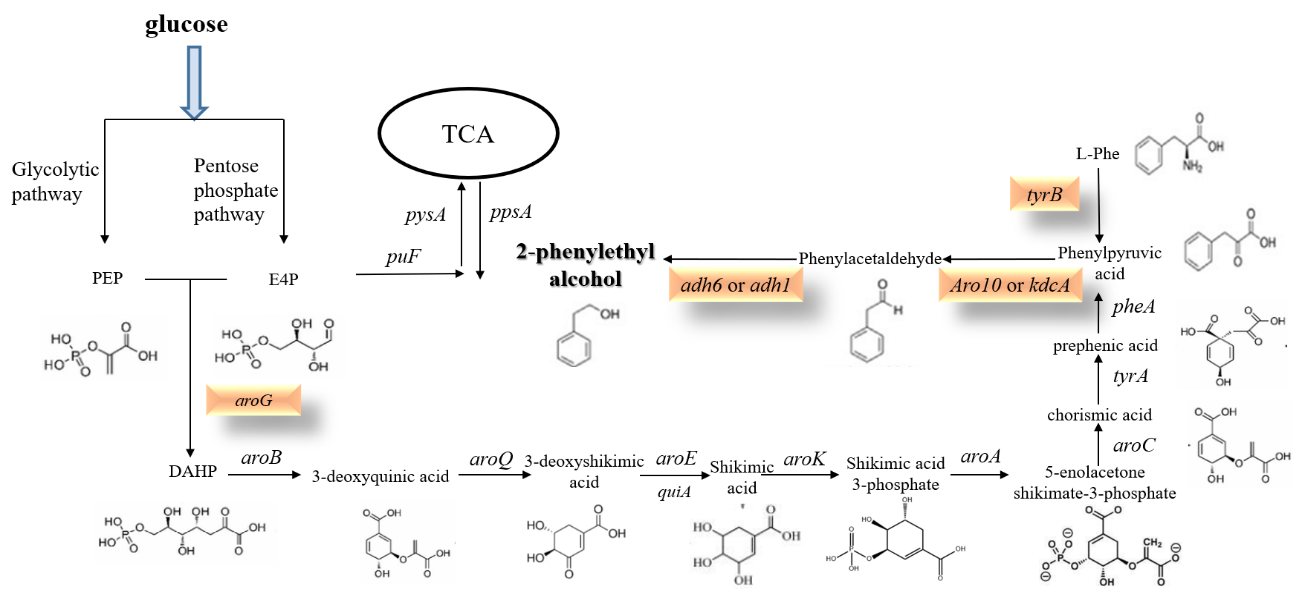 glucose
Glycolytic
pathway
Pentose
phosphate
pathway
TCA
pysA
ppsA
puF
PEP
E4P
aroG
2-phenylethyl
alcohol
adh6 or adh1
Phenylacetaldehyde
Aro10 or kdcA
L-Phe
tyrB
Phenylpyruvic
acid
pheA
prephenic acid
tyrA
chorismic acid
aroC
DAHP
aroB
3-deoxyquinic acid
aroQ
3-deoxyshikimic
acid
aroE
quiA
Shikimic
acid
aroK
Shikimic acid
3-phosphate
aroA
5-enolacetone
shikimate-3-phosphate